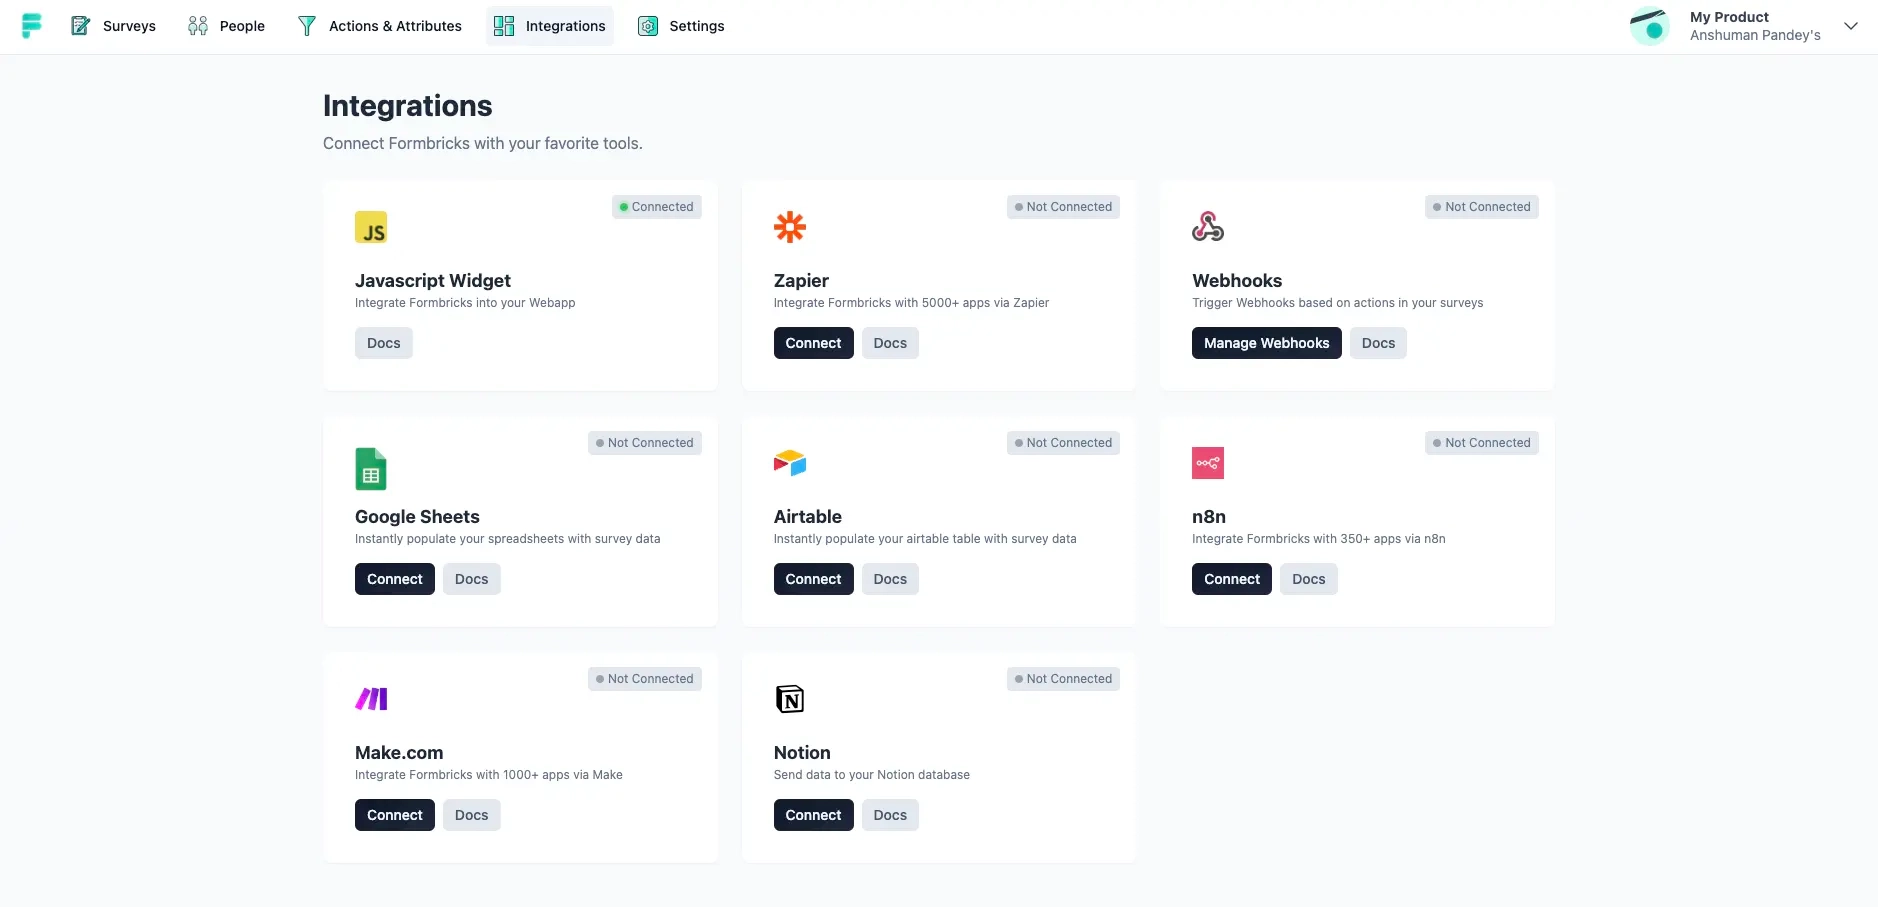 Surveys
People
Actions & Attributes
Integrations
Settings
My Product
Anshuman Pandey's
Integrations
Connect Formbricks with your favorite tools.
Connected
JS
Javascript Widget
Integrate Formbricks into your Webapp
Docs
Not Connected
Zapier
Integrate Formbricks with 5000+ apps via Zapier
Connect
Docs
Not Connected
Webhooks
Trigger Webhooks based on actions in your surveys
Manage Webhooks
Docs
Not Connected
Google Sheets
Instantly populate your spreadsheets with survey data
Connect
Docs
Not Connected
Airtable
Instantly populate your airtable table with survey data
Connect
Docs
Not Connected
n8n
Integrate Formbricks with 350+ apps via n8n
Connect
Docs
Not Connected
Make.com
Integrate Formbricks with 1000+ apps via Make
Connect
Docs
Not Connected
N
Notion
Send data to your Notion database
Connect
Docs